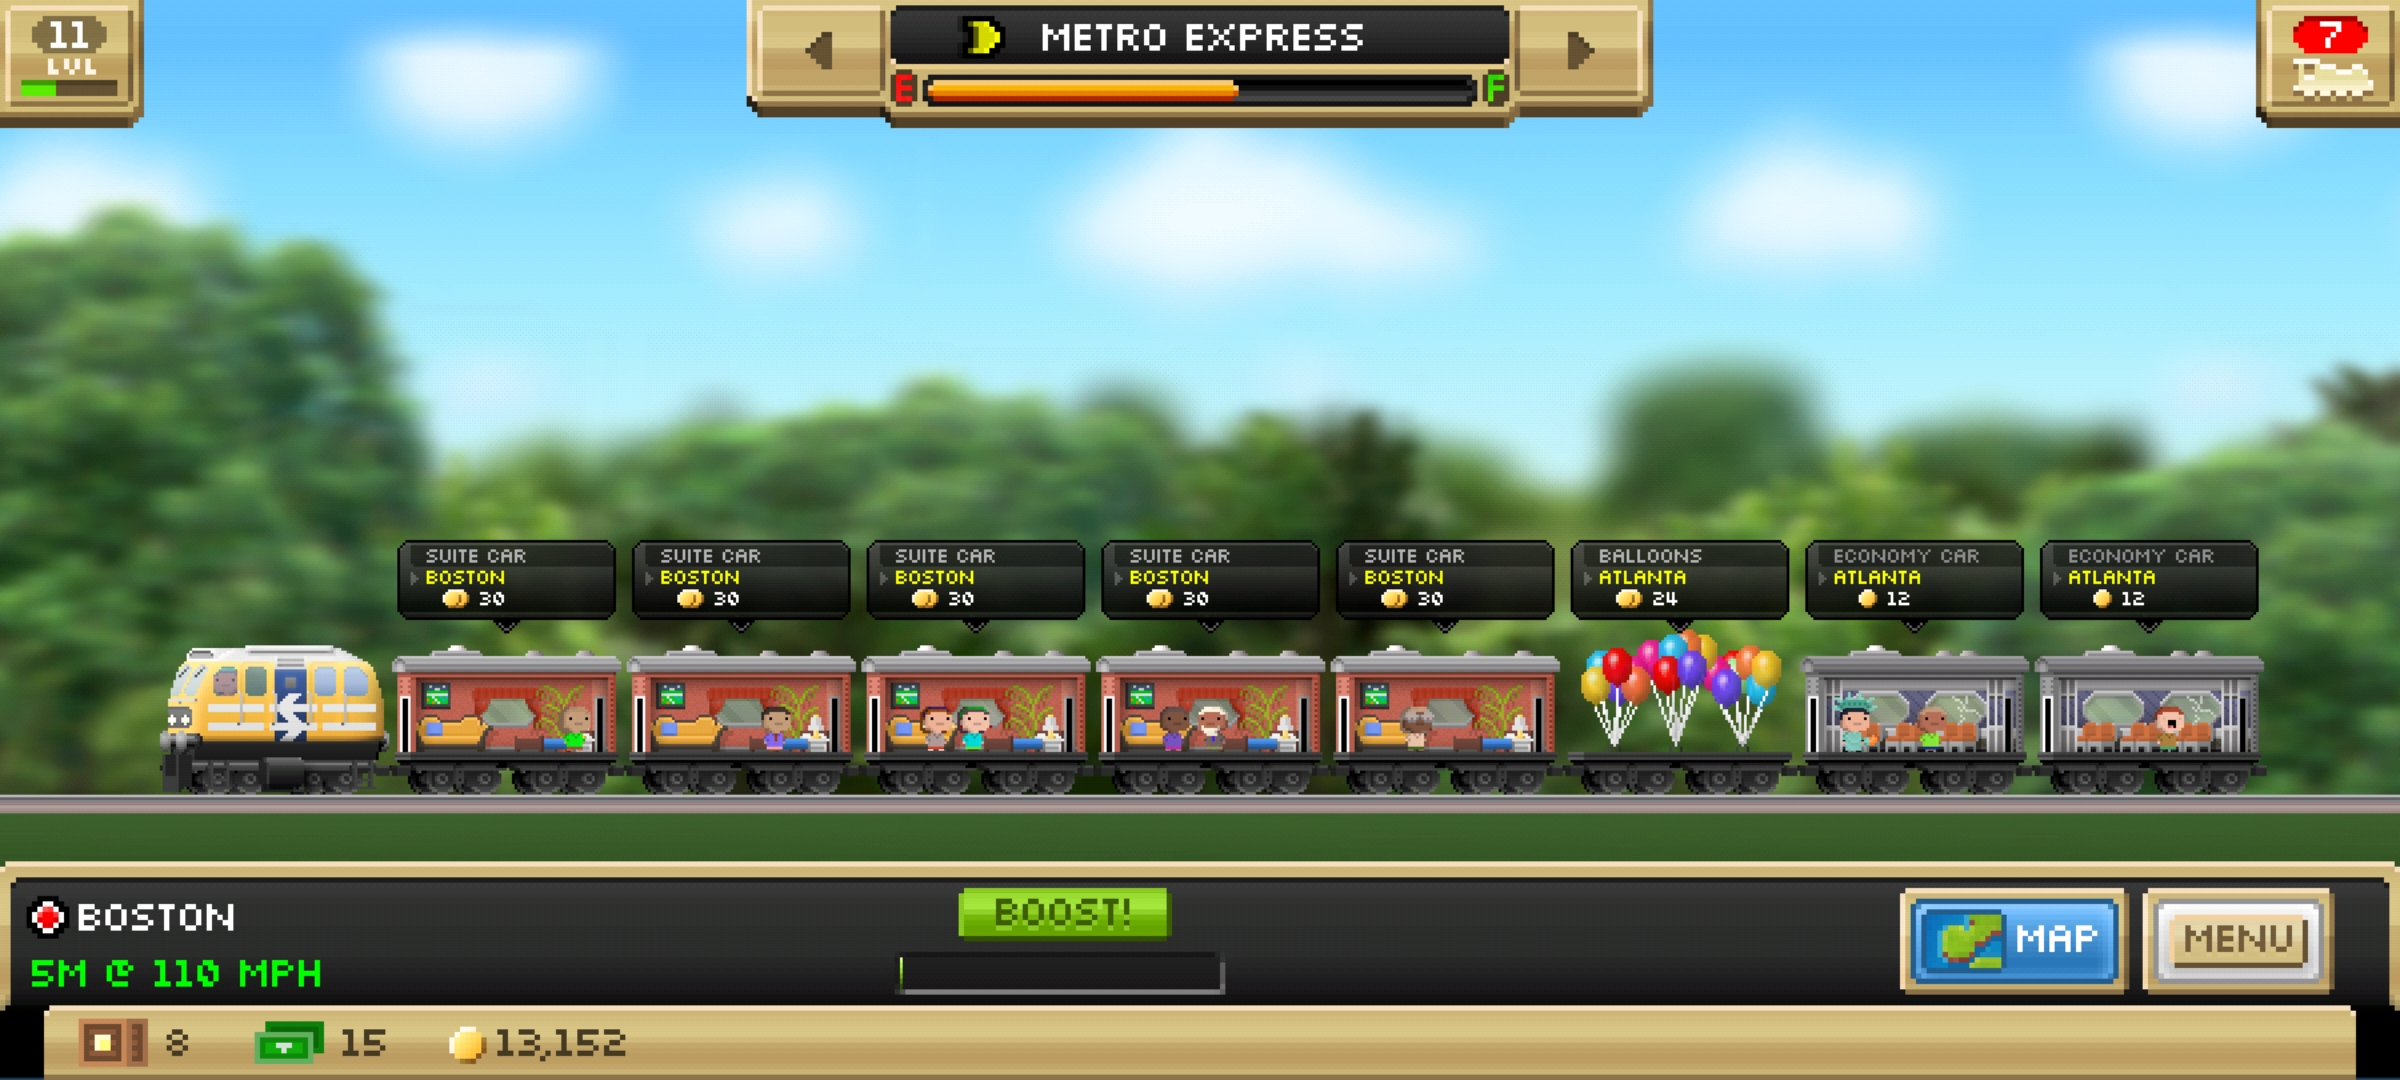 11
LVL
METRO EXPRESS
E F
7
SUITE CAR
BOSTON
30
SUITE CAR
BOSTON
30
SUITE CAR
BOSTON
30
SUITE CAR
BOSTON
30
SUITE CAR
BOSTON
30
BALLOONS
ATLANTA
24
ECONOMY CAR
ATLANTA
12
ECONOMY CAR
ATLANTA
12
BOSTON
5M @ 110 MPH
BOOST!
MAP
MENU
8
15
13,152